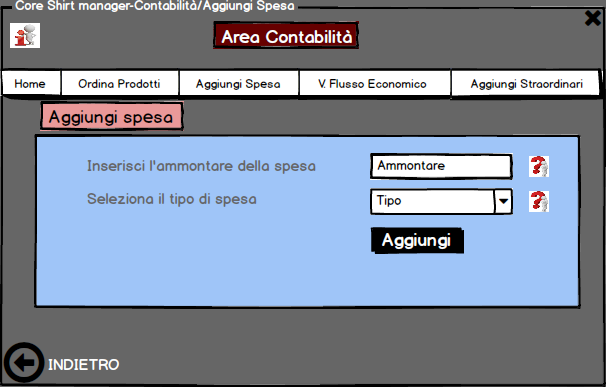 Core Shirt manager-Contabilità/Aggiungi Spesa
Area Contabilità
Home Ordina Prodotti Aggiungi Spesa V. Flusso Economico Aggiungi Straordinari
Aggiungi spesa
Inserisci l'ammontare della spesa Ammontare
Seleziona il tipo di spesa Tipo
Aggiungi
INDIETRO